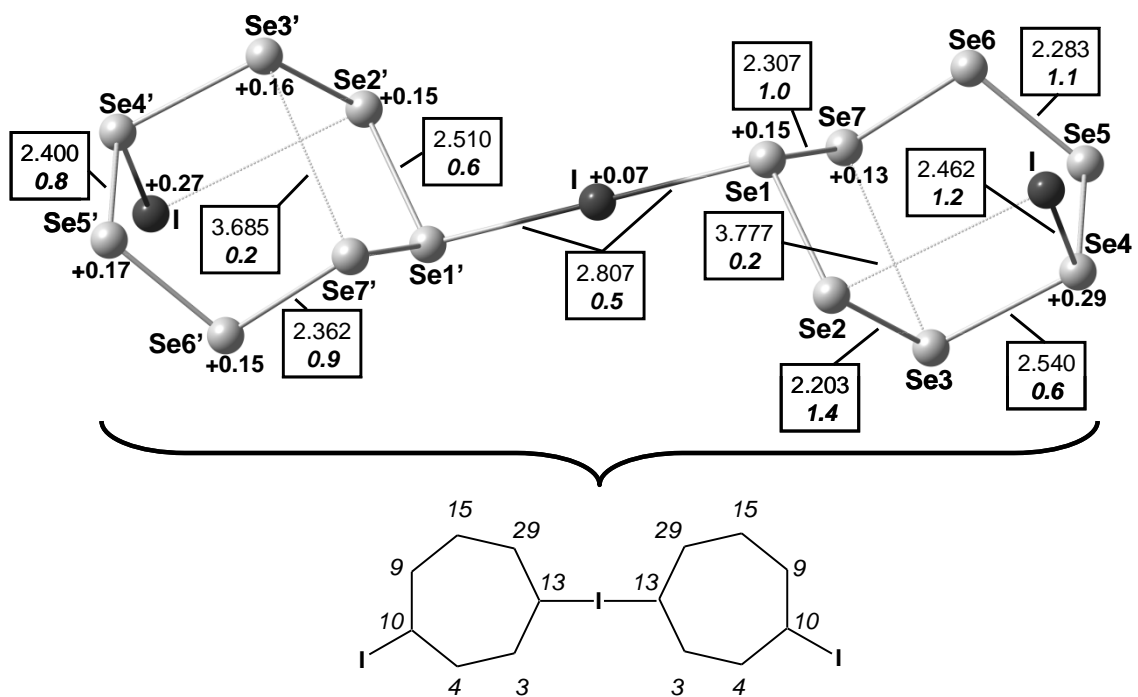 Se3’
+0.16
Se2’
+0.15
Se4’
2.400
0.8
+0.27
I
Se5’
+0.17
3.685
0.2
2.510
0.6
Se7’
Se1’
Se6’
+0.15
2.362
0.9
I
+0.07
2.807
0.5
2.307
1.0
Se6
2.283
1.1
Se7
+0.15
+0.13
Se1
Se5
I
2.462
1.2
3.777
0.2
Se4
+0.29
Se2
Se3
2.203
1.4
2.540
0.6
15
29
9
13
10
I
4
3
I
15
29
9
13
10
I
3
4